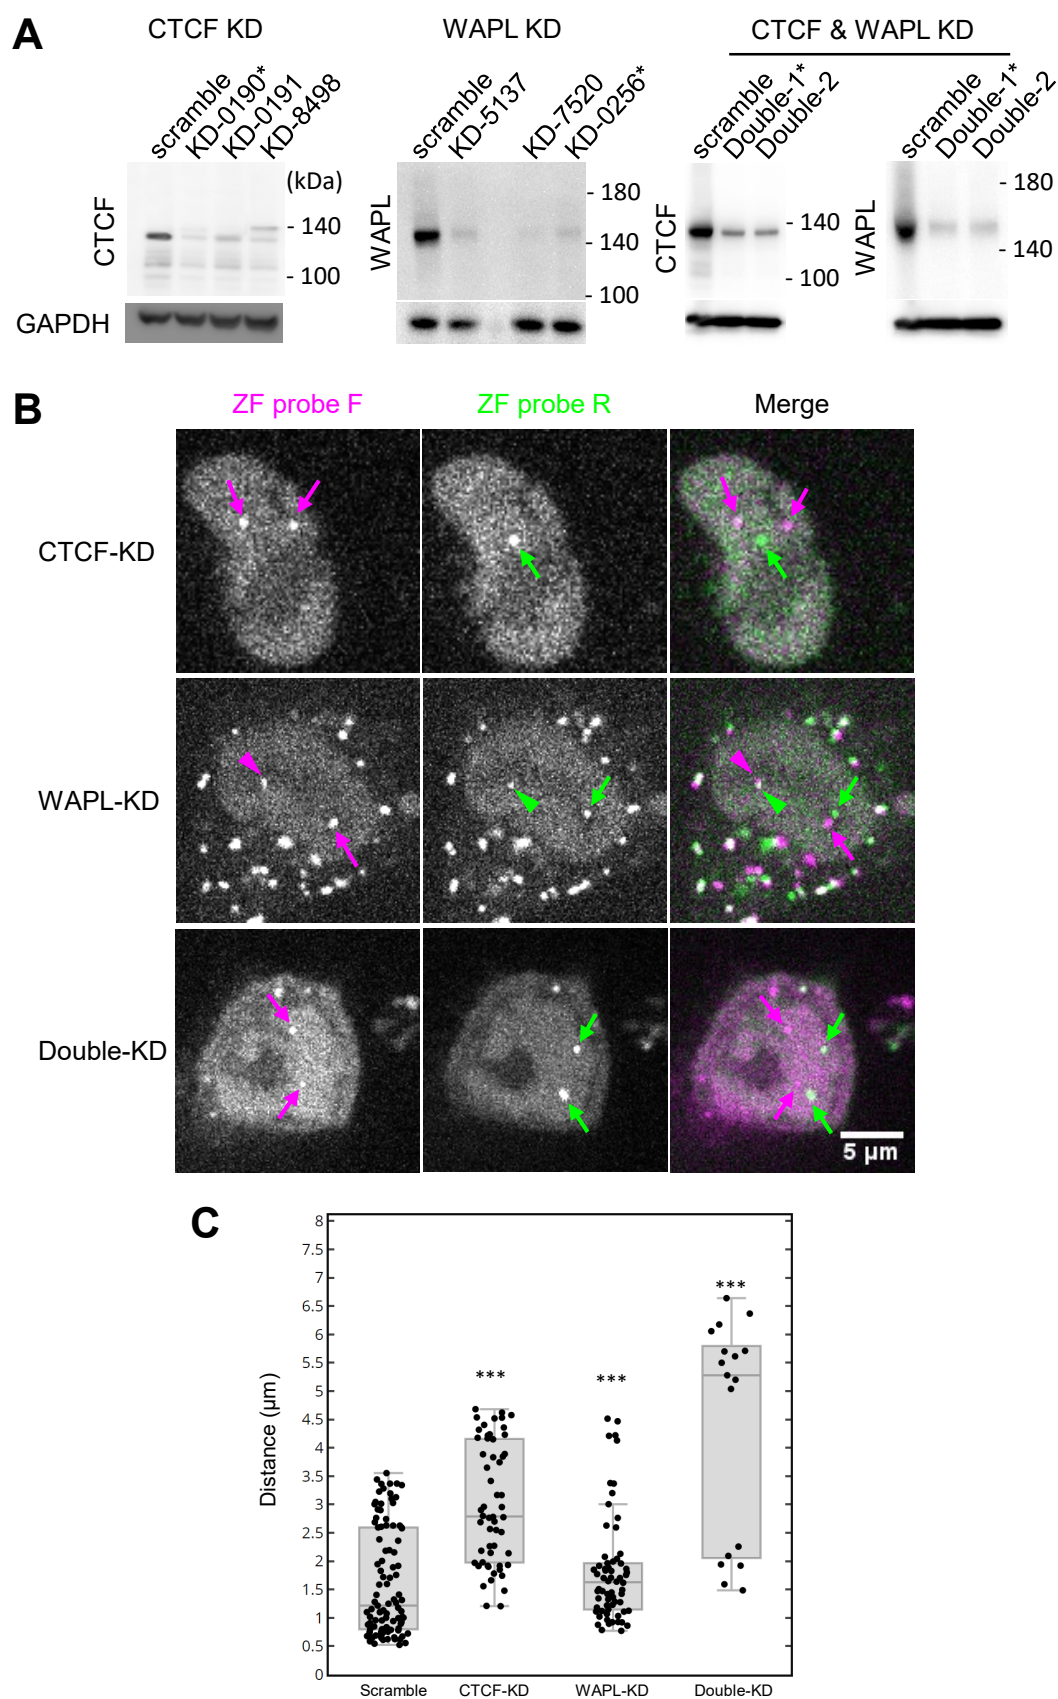 A
CTCF KD
WAPL KD
CTCF & WAPL KD
scramble
KD-0190*
KD-0191
KD-8498
scramble
KD-5137
KD-7520
KD-0256*
scramble
Double-1*
Double-2
scramble
Double-1*
Double-2
CTCF
(kDa)
- 140
- 100
WAPL
- 180
- 140
- 100
CTCF
- 140
- 100
WAPL
- 180
- 140
GAPDH
B
ZF probe F
ZF probe R
Merge
CTCF-KD
WAPL-KD
Double-KD
5 µm
C
Distance (µm)
8
7.5
7
6.5
6
5.5
5
4.5
4
3.5
3
2.5
2
1.5
1
0.5
0
***
***
***
Scramble
CTCF-KD
WAPL-KD
Double-KD